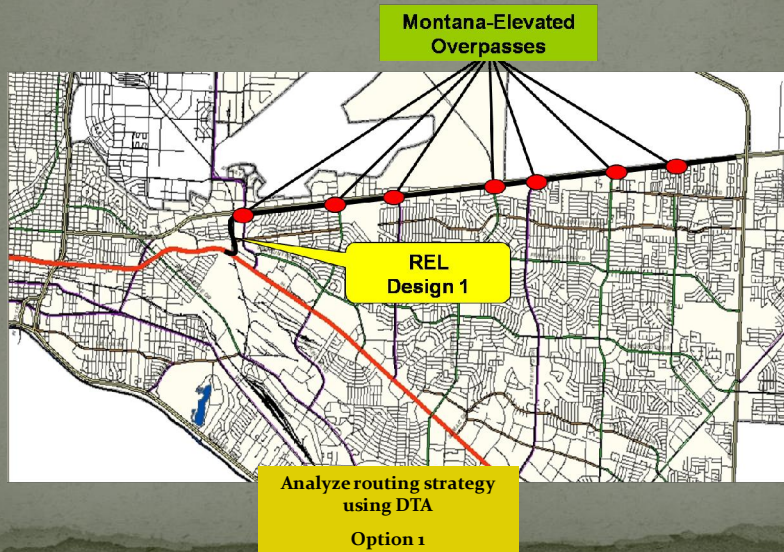 Montana-Elevated
Overpasses
REL
Design 1
Analyze routing strategy
using DTA
Option 1